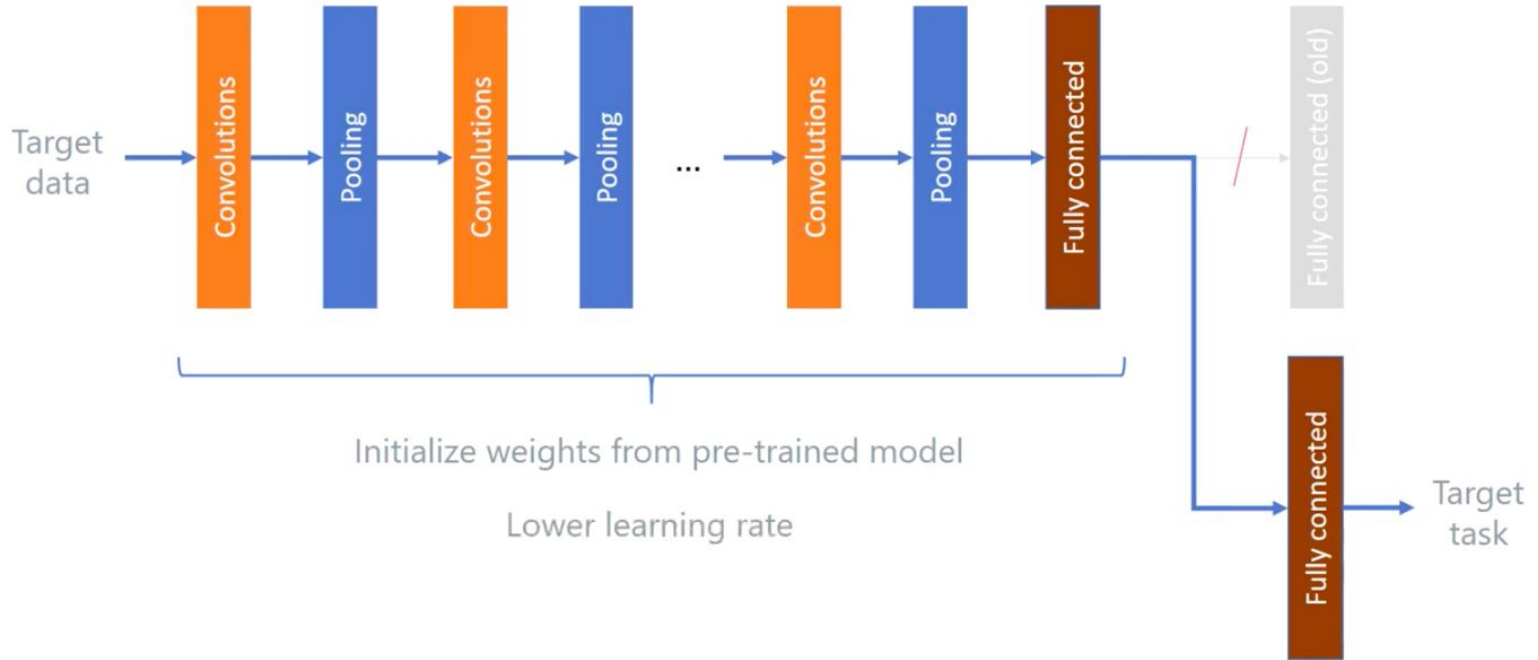 Target
data
Convolutions
Pooling
Convolutions
Pooling
...
Convolutions
Pooling
Fully connected
Fully connected (old)
Initialize weights from pre-trained model
Lower learning rate
Fully connected
Target
task